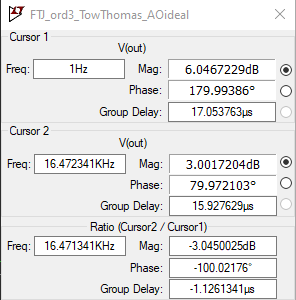 FTJ_ord3_TowThomas_AOideal
Cursor 1
V(out)
Freq: 1Hz Mag: 6.0467229dB
Phase: 179.99386°
Group Delay: 17.053763µs
Cursor 2
V(out)
Freq: 16.472341KHz Mag: 3.0017204dB
Phase: 79.972103°
Group Delay: 15.927629µs
Ratio (Cursor2 / Cursor1)
Freq: 16.471341KHz Mag: -3.0450025dB
Phase: -100.02176°
Group Delay: -1.1261341µs